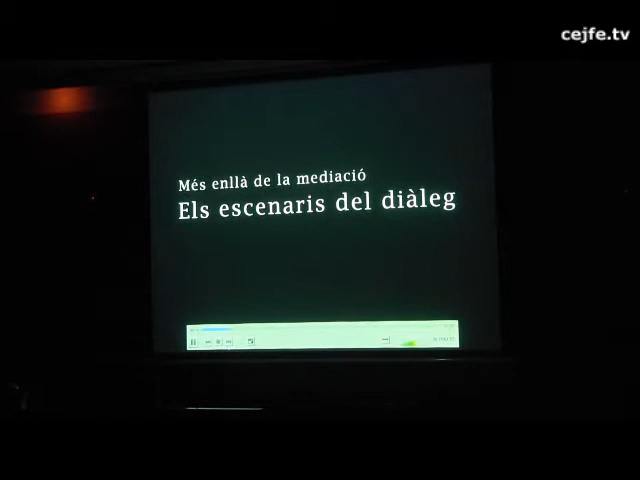 cejfe.tv
Més enllà de la mediació
Els escenaris del diàleg